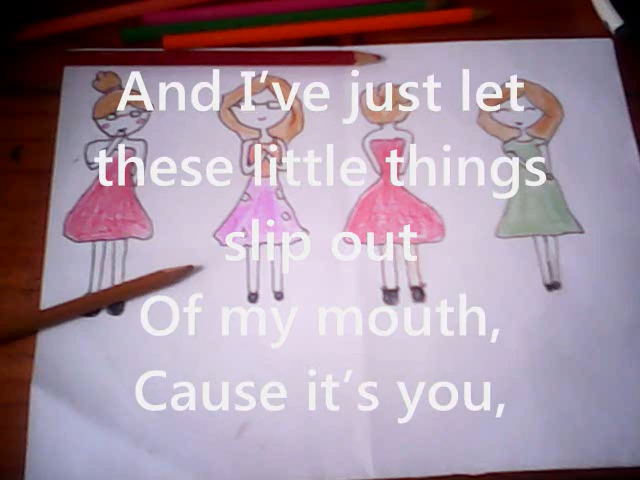 And I've just let
these little things
slip out
Of my mouth,
Cause it's you,